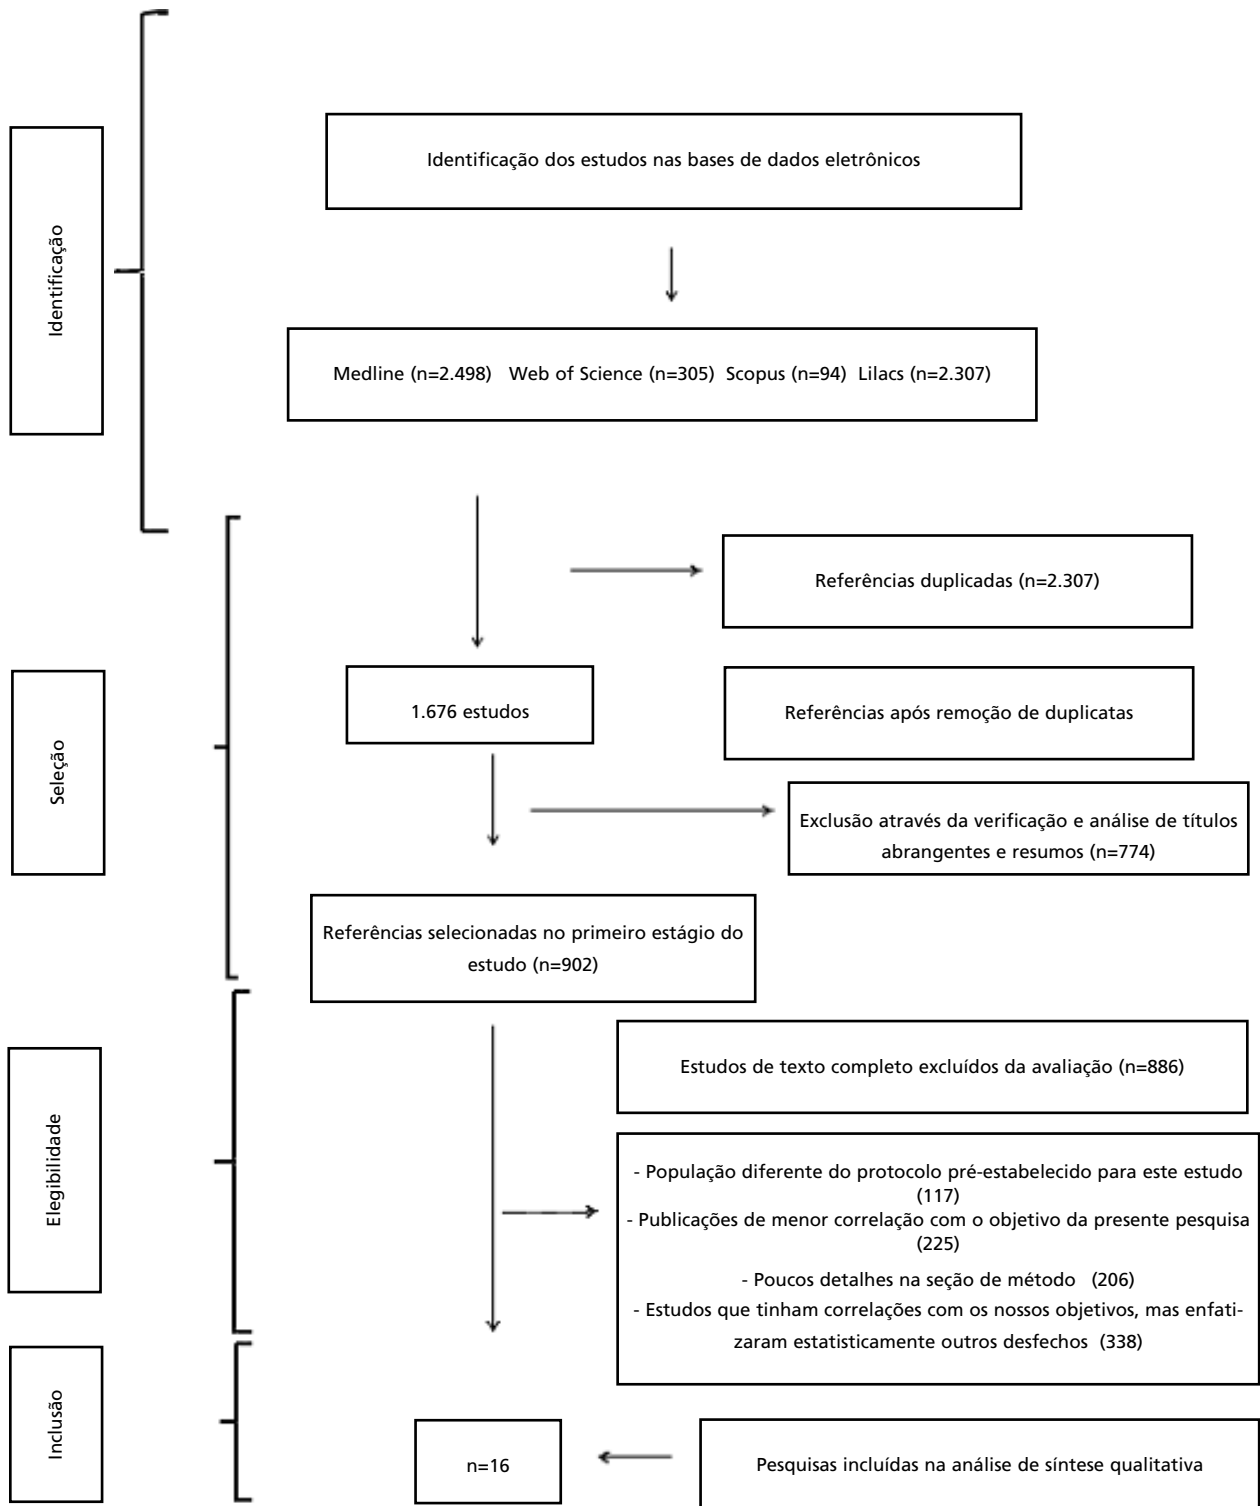 Identificação
Identificação dos estudos nas bases de dados eletrônicos
Medline (n=2.498) Web of Science (n=305) Scopus (n=94) Lilacs (n=2.307)
Seleção
Referências duplicadas (n=2.307)
1.676 estudos
Referências após remoção de duplicatas
Exclusão através da verificação e análise de títulos
abrangentes e resumos (n=774)
Referências selecionadas no primeiro estágio do
estudo (n=902)
Elegibilidade
Estudos de texto completo excluídos da avaliação (n=886)
- População diferente do protocolo pré-estabelecido para este estudo
(117)
- Publicações de menor correlação com o objetivo da presente pesquisa
(225)
- Poucos detalhes na seção de método (206)
- Estudos que tinham correlações com os nossos objetivos, mas enfati-
zaram estatisticamente outros desfechos (338)
Inclusão
n=16
Pesquisas incluídas na análise de síntese qualitativa